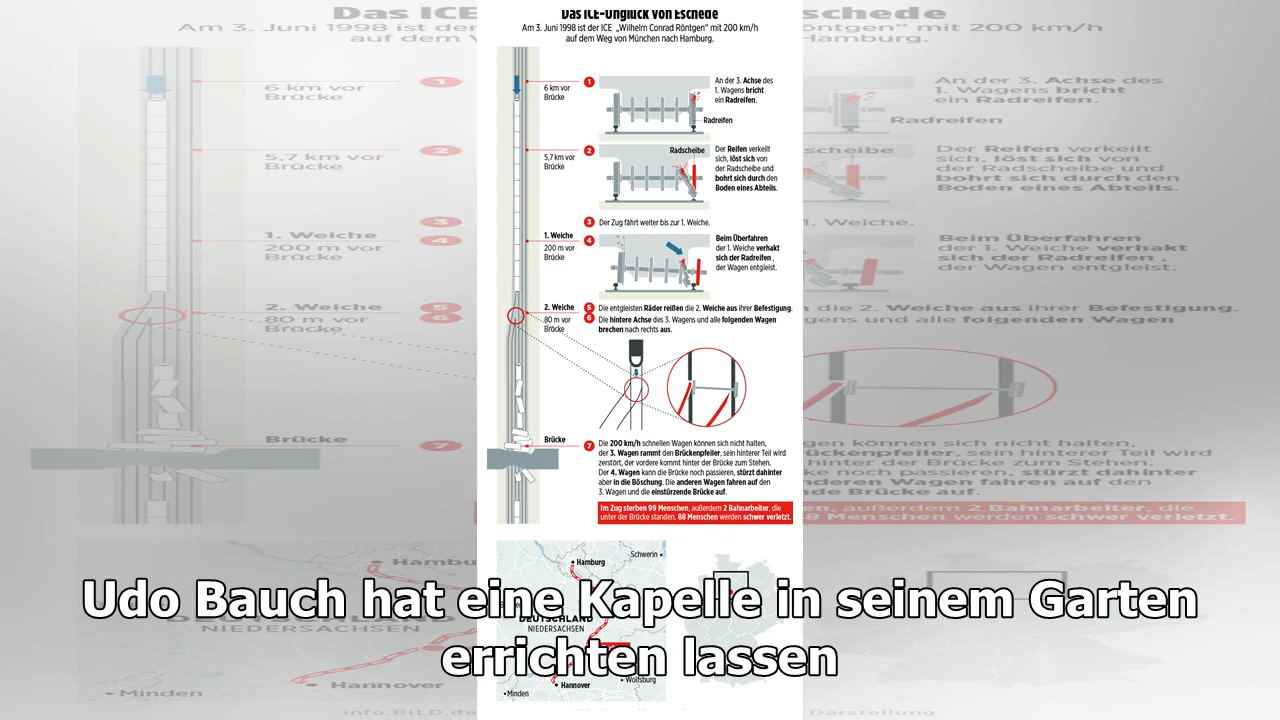 Das ICE-Unglück von Eschede
Am 3. Juni 1998 ist der ICE „Wilhelm Conrad Röntgen" mit 200 km/h
auf dem Weg von München nach Hamburg.
6 km vor
Brücke
1
An der 3. Achse des
1. Wagens bricht
ein Radreifen.
Radreifen
5,7 km vor
Brücke
2
Radscheibe
Der Reifen verkeilt
sich, löst sich von
der Radscheibe und
bohrt sich durch den
Boden eines Abteils.
3 Der Zug fährt weiter bis zur 1. Weiche.
1. Weiche
200 m vor
Brücke
4
Beim Überfahren
der 1. Weiche verhakt
sich der Radreifen ,
der Wagen entgleist.
2. Weiche
80 m vor
Brücke
5 Die entgleisten Räder reißen die 2. Weiche aus ihrer Befestigung.
6 Die hintere Achse des 3. Wagens und alle folgenden Wagen
brechen nach rechts aus.
Brücke
7 Die 200 km/h schnellen Wagen können sich nicht halten,
der 3. Wagen rammt den Brückenpfeiler, sein hinterer Teil wird
zerstört, der vordere kommt hinter der Brücke zum Stehen.
Der 4. Wagen kann die Brücke noch passieren, stürzt dahinter
aber in die Böschung. Die anderen Wagen fahren auf den
3. Wagen und die einstürzende Brücke auf.
Im Zug sterben 99 Menschen, außerdem 2 Bahnarbeiter, die
unter der Brücke standen. 88 Menschen werden schwer verletzt.
Schwerin
Hamburg
DEUTSCHLAND
NIEDERSACHSEN
Wolfsburg
Hannover
Minden
Udo Bauch hat eine Kapelle in seinem Garten
errichten lassen